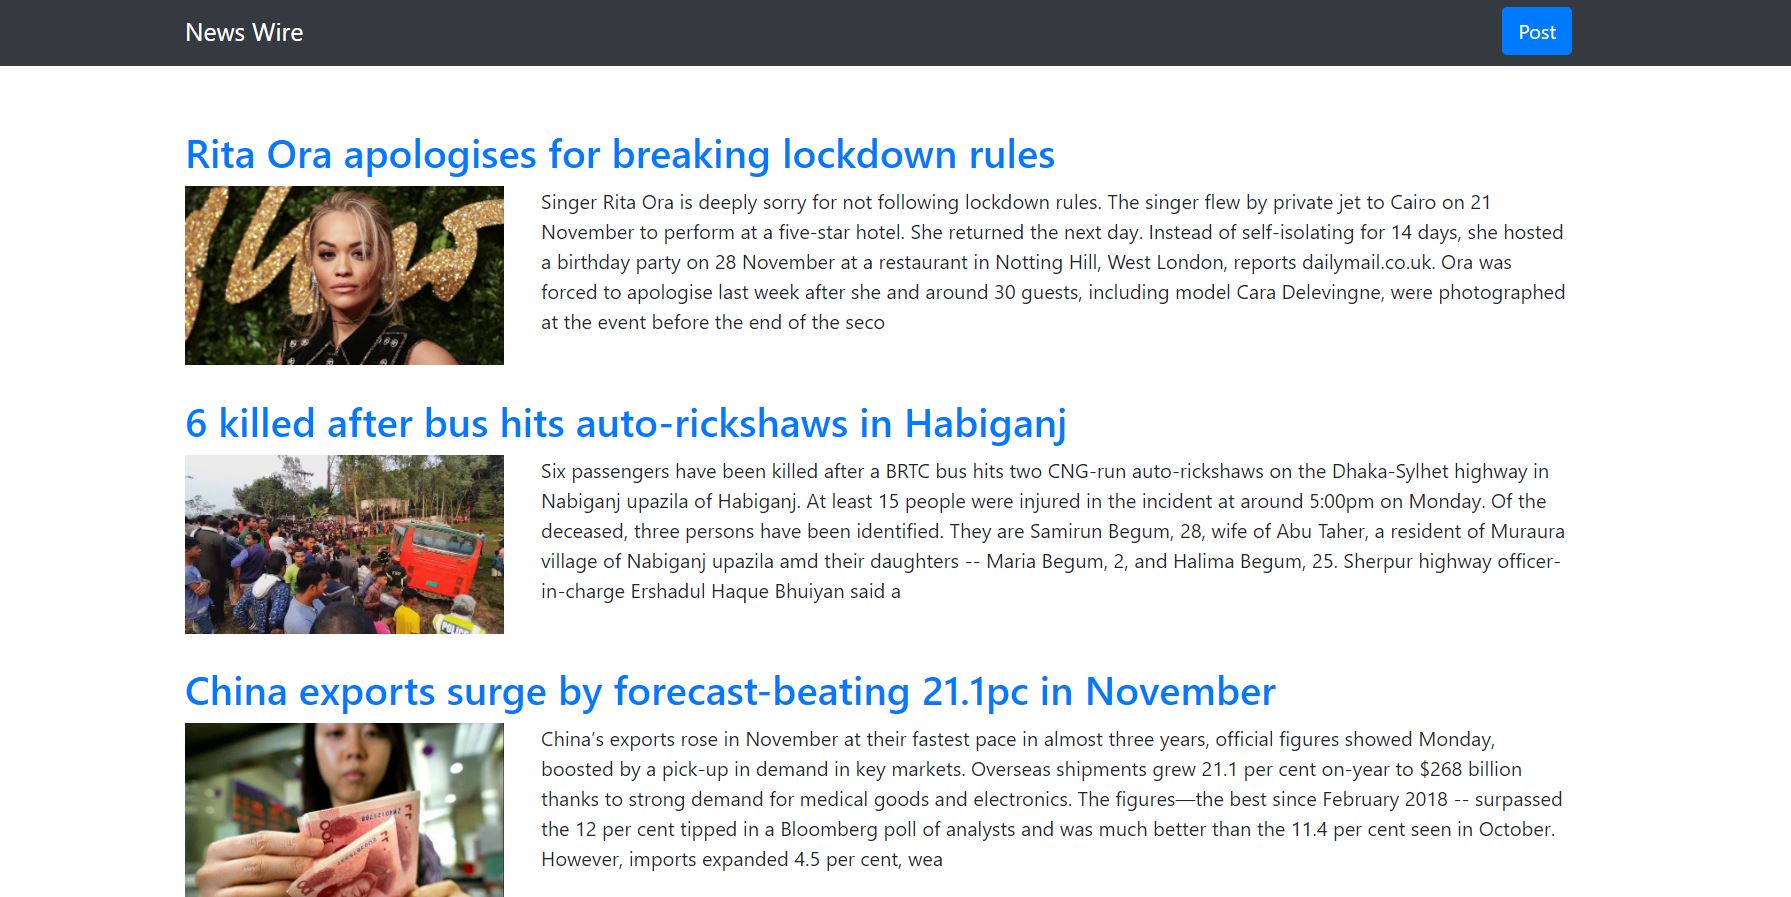 News Wire
Post
Rita Ora apologises for breaking lockdown rules
Singer Rita Ora is deeply sorry for not following lockdown rules. The singer flew by private jet to Cairo on 21
November to perform at a five-star hotel. She returned the next day. Instead of self-isolating for 14 days, she hosted
a birthday party on 28 November at a restaurant in Notting Hill, West London, reports dailymail.co.uk. Ora was
forced to apologise last week after she and around 30 guests, including model Cara Delevingne, were photographed
at the event before the end of the seco
6 killed after bus hits auto-rickshaws in Habiganj
Six passengers have been killed after a BRTC bus hits two CNG-run auto-rickshaws on the Dhaka-Sylhet highway in
Nabiganj upazila of Habiganj. At least 15 people were injured in the incident at around 5:00pm on Monday. Of the
deceased, three persons have been identified. They are Samirun Begum, 28, wife of Abu Taher, a resident of Muraura
village of Nabiganj upazila amd their daughters -- Maria Begum, 2, and Halima Begum, 25. Sherpur highway officer-
in-charge Ershadul Haque Bhuiyan said a
POLICE
China exports surge by forecast-beating 21.1pc in November
China’s exports rose in November at their fastest pace in almost three years, official figures showed Monday,
boosted by a pick-up in demand in key markets. Overseas shipments grew 21.1 per cent on-year to $268 billion
thanks to strong demand for medical goods and electronics. The figures—the best since February 2018 -- surpassed
the 12 per cent tipped in a Bloomberg poll of analysts and was much better than the 11.4 per cent seen in October.
However, imports expanded 4.5 per cent, wea
100